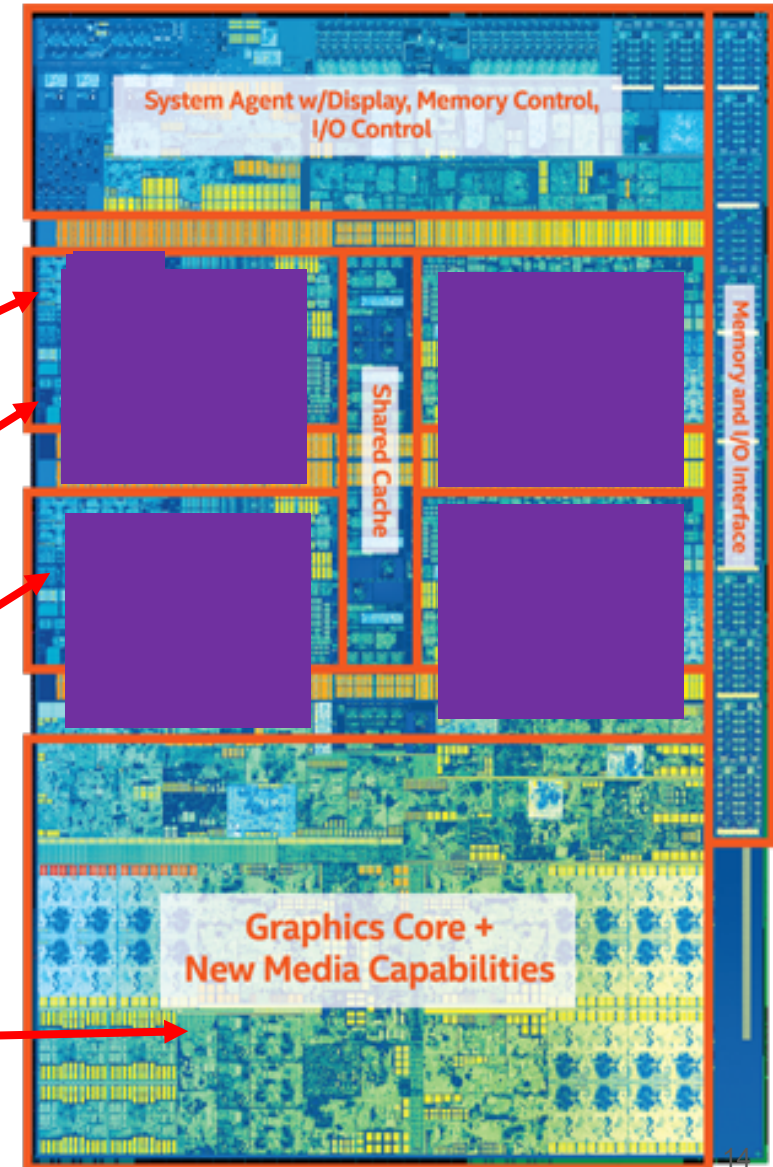 System Agent w/Display, Memory Control,
I/O Control
Shared Cache
Memory and I/O Interface
Graphics Core +
New Media Capabilities
14